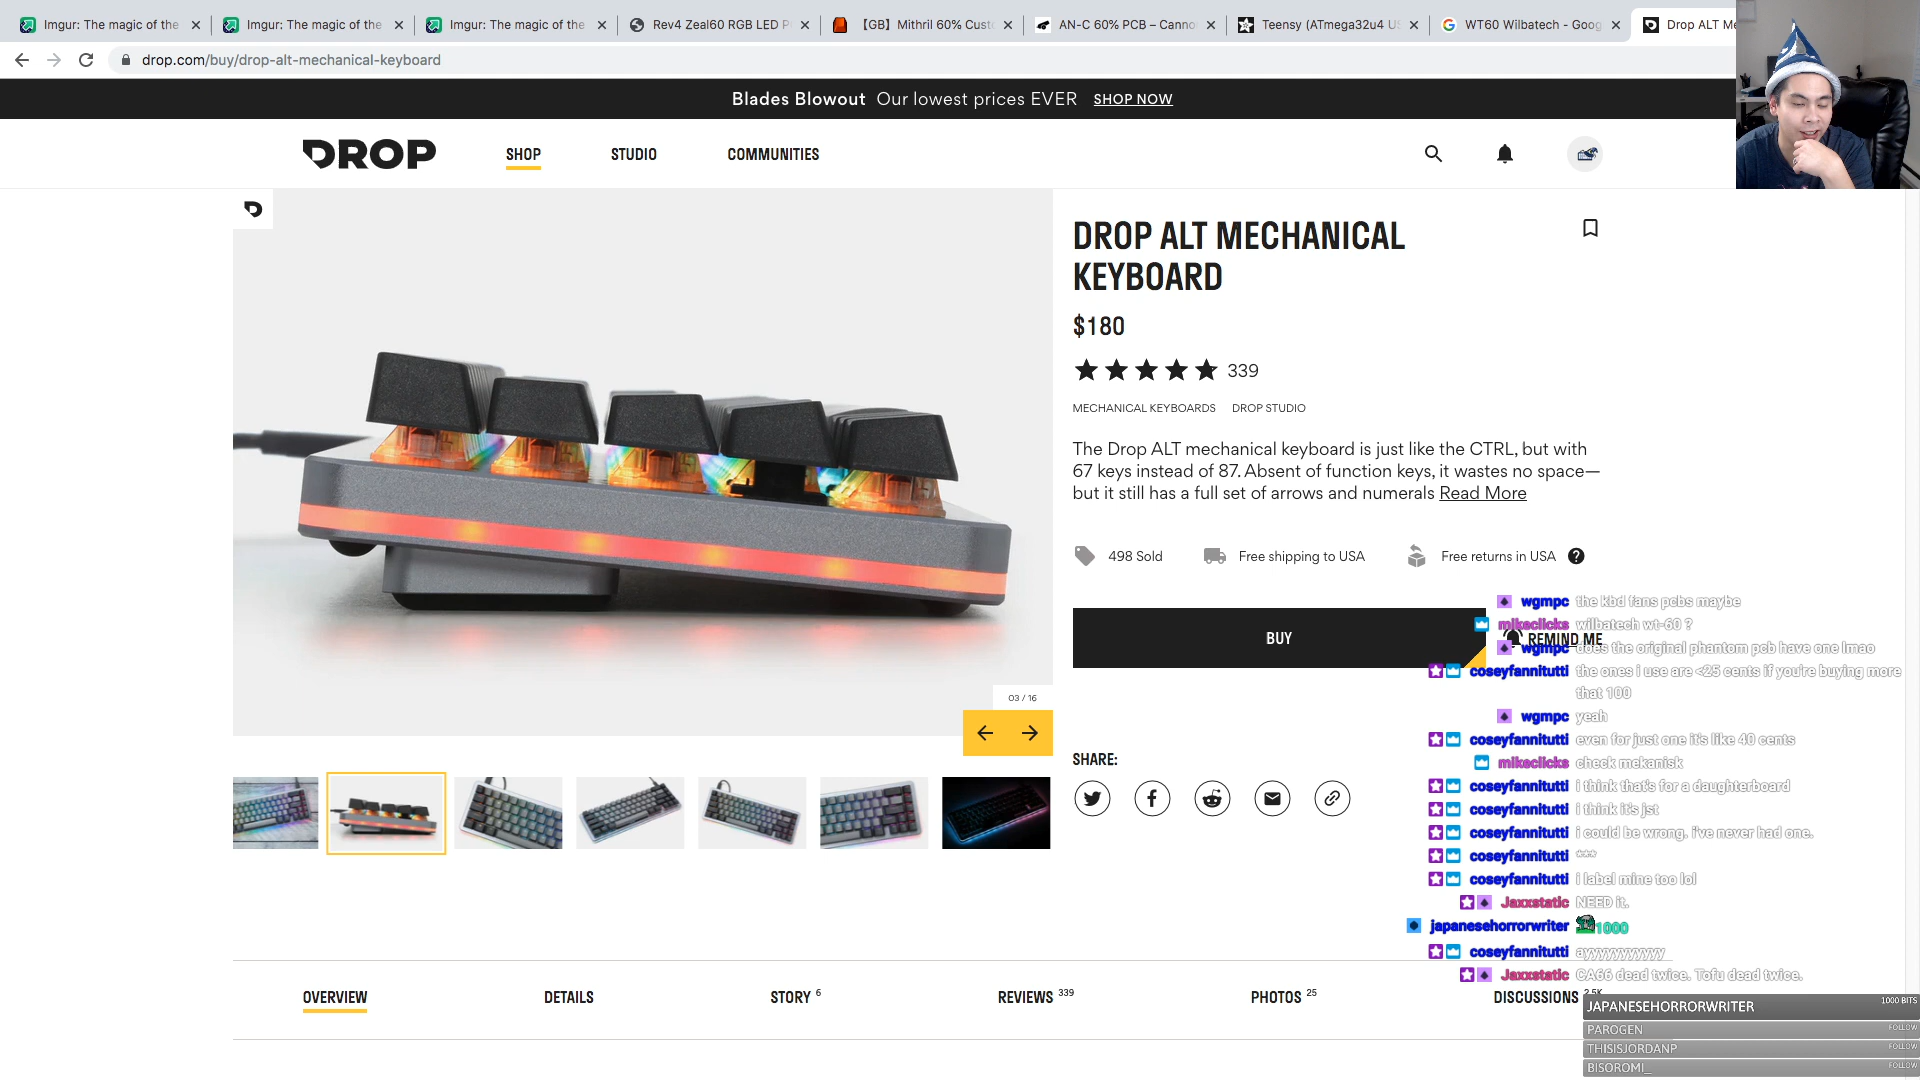 Imgur: The magic of the
Imgur: The magic of the
Imgur: The magic of the
Rev4 Zeal60 RGB LED P
【GB】Mithril 60% Cust
AN-C 60% PCB – Canno
Teensy (ATmega32u4 U
WT60 Wilbatech - Goog
Drop ALT Me
drop.com/buy/drop-alt-mechanical-keyboard
Blades Blowout Our lowest prices EVER SHOP NOW
DROP
SHOP
STUDIO
COMMUNITIES
DROP ALT MECHANICAL
KEYBOARD
$180
339
MECHANICAL KEYBOARDS DROP STUDIO
The Drop ALT mechanical keyboard is just like the CTRL, but with
67 keys instead of 87. Absent of function keys, it wastes no space—
but it still has a full set of arrows and numerals Read More
498 Sold
Free shipping to USA
Free returns in USA
BUY
REMIND ME
03 / 16
SHARE:
wgmpc the kbd fans pcbs maybe
mikeclicks wilbatech wt-60 ?
wgmpc does the original phantom pcb have one lmao
coseyfannitutti the ones i use are <25 cents if you're buying more
that 100
wgmpc yeah
coseyfannitutti even for just one it's like 40 cents
mikeclicks check mekanisk
coseyfannitutti i think that's for a daughterboard
coseyfannitutti i think it's jst
coseyfannitutti i could be wrong. i've never had one.
coseyfannitutti ***
coseyfannitutti i label mine too lol
Jaxxstatic NEED it.
japanesehorrorwriter 1000
coseyfannitutti ayyyyyyyyyyy
Jaxxstatic CA66 dead twice. Tofu dead twice.
OVERVIEW
DETAILS
STORY 6
REVIEWS 339
PHOTOS 25
DISCUSSIONS 2.5K
JAPANESEHORRORWRITER 1000 BITS
PAROGEN FOLLOW
THISISJORDANP FOLLOW
BISOROMI_ FOLLOW